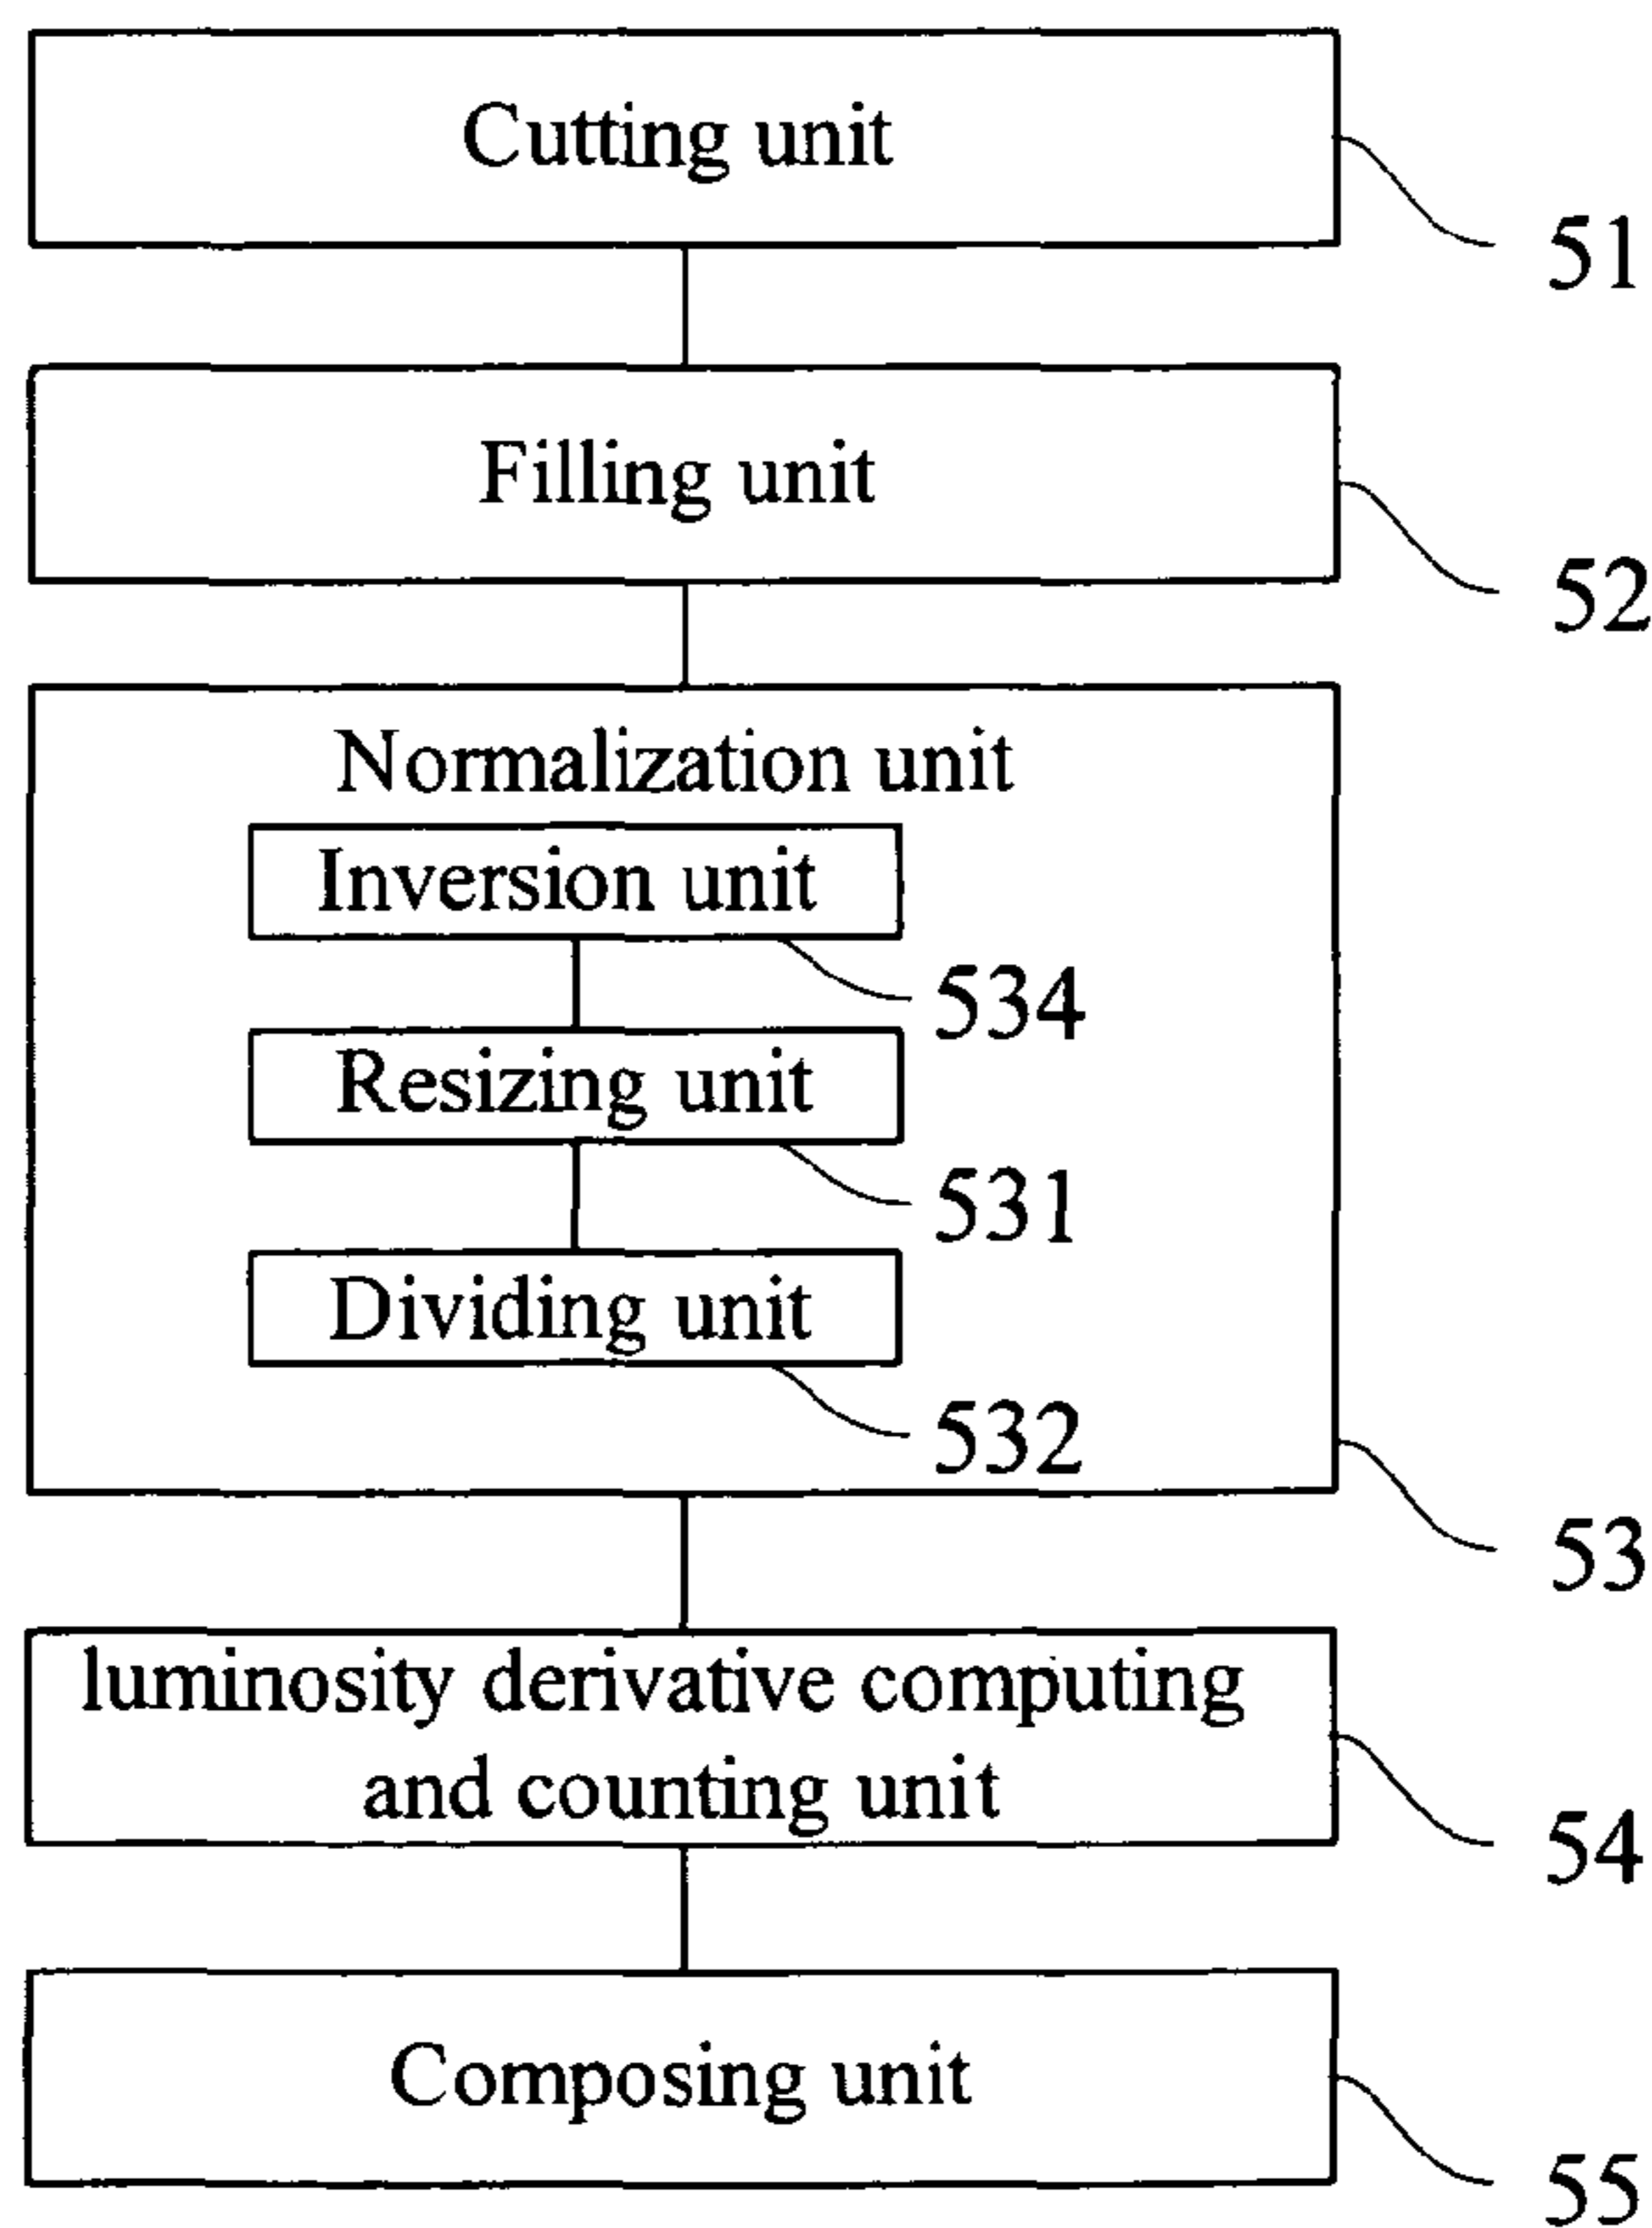 Cutting unit
51
Filling unit
52
Normalization unit
Inversion unit
534
Resizing unit
531
Dividing unit
532
53
luminosity derivative computing
and counting unit
54
Composing unit
55